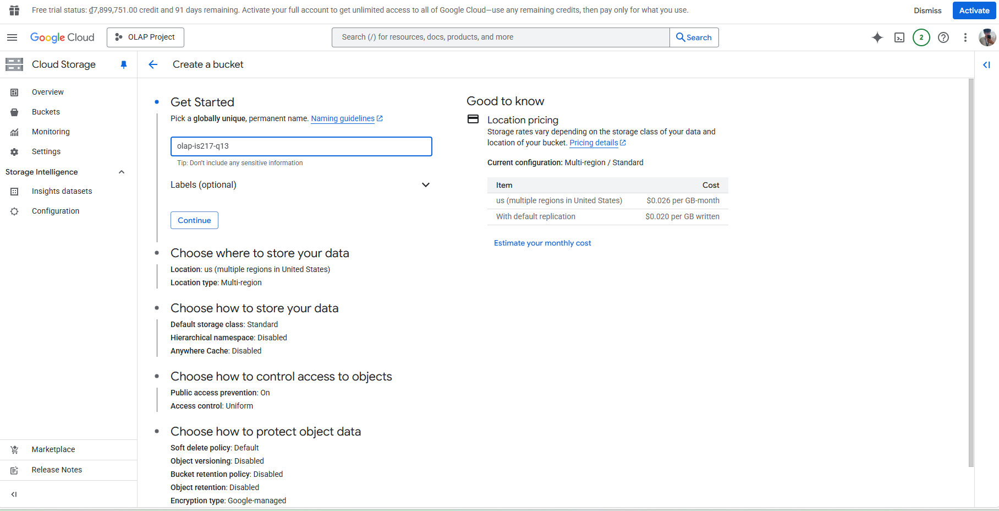 Free trial status: ₫7,899,751.00 credit and 91 days remaining. Activate your full account to get unlimited access to all of Google Cloud—use any remaining credits, then pay only for what you use.
Dismiss
Activate
Google Cloud
OLAP Project
Search (/) for resources, docs, products, and more
Search
2
Cloud Storage
Create a bucket
Overview
Buckets
Monitoring
Settings
Storage Intelligence
Insights datasets
Configuration
Marketplace
Release Notes
Get Started
Pick a globally unique, permanent name. Naming guidelines
olap-is217-q13
Tip: Don't include any sensitive information
Labels (optional)
Continue
Choose where to store your data
Location: us (multiple regions in United States)
Location type: Multi-region
Choose how to store your data
Default storage class: Standard
Hierarchical namespace: Disabled
Anywhere Cache: Disabled
Choose how to control access to objects
Public access prevention: On
Access control: Uniform
Choose how to protect object data
Soft delete policy: Default
Object versioning: Disabled
Bucket retention policy: Disabled
Object retention: Disabled
Encryption type: Google-managed
Good to know
Location pricing
Storage rates vary depending on the storage class of your data and
location of your bucket. Pricing details
Current configuration: Multi-region / Standard
Item Cost
us (multiple regions in United States) $0.026 per GB-month
With default replication $0.020 per GB written
Estimate your monthly cost